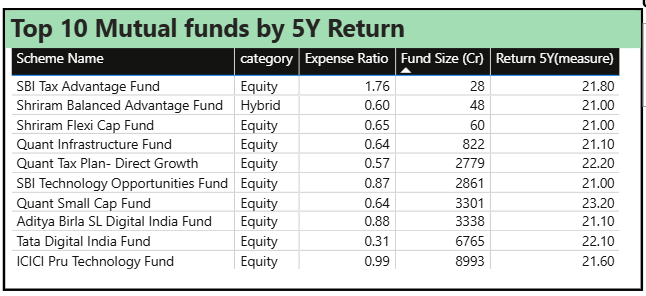 Top 10 Mutual funds by 5Y Return
Scheme Name category Expense Ratio Fund Size (Cr) Return 5Y(measure)
SBI Tax Advantage Fund Equity 1.76 28 21.80
Shriram Balanced Advantage Fund Hybrid 0.60 48 21.00
Shriram Flexi Cap Fund Equity 0.65 60 21.00
Quant Infrastructure Fund Equity 0.64 822 21.10
Quant Tax Plan- Direct Growth Equity 0.57 2779 22.20
SBI Technology Opportunities Fund Equity 0.87 2861 21.00
Quant Small Cap Fund Equity 0.64 3301 23.20
Aditya Birla SL Digital India Fund Equity 0.88 3338 21.10
Tata Digital India Fund Equity 0.31 6765 22.10
ICICI Pru Technology Fund Equity 0.99 8993 21.60